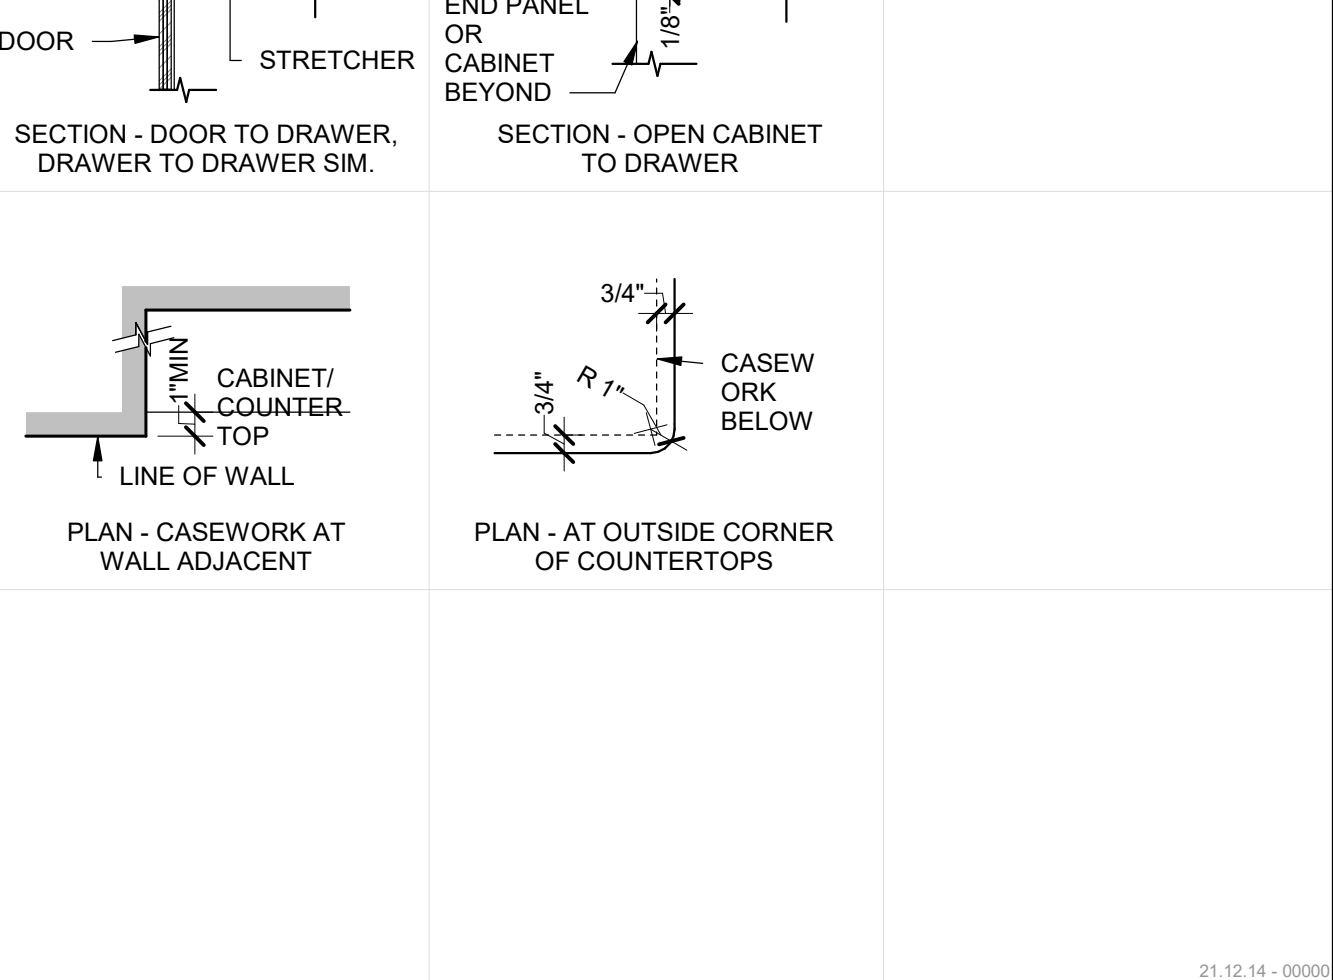 END PANEL
OR
CABINET
BEYOND
1/8"
DOOR
STRETCHER
SECTION - DOOR TO DRAWER,
DRAWER TO DRAWER SIM.
SECTION - OPEN CABINET
TO DRAWER
1"MIN
CABINET/
COUNTER
TOP
LINE OF WALL
PLAN - CASEWORK AT
WALL ADJACENT
3/4"
3/4"
R 1"
CASEW
ORK
BELOW
PLAN - AT OUTSIDE CORNER
OF COUNTERTOPS
21.12.14 - 00000